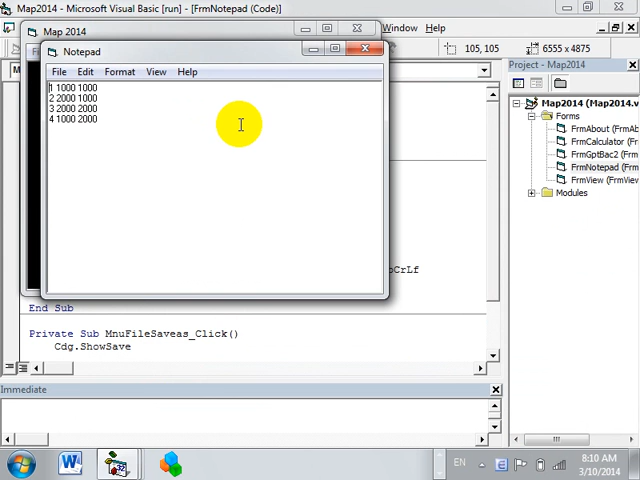 Map2014 - Microsoft Visual Basic [run] - [FrmNotepad (Code)]
Window Help
105, 105
6555 x 4875
Map 2014
Notepad
File Edit Format View Help
1 1000 1000
2 2000 1000
3 2000 2000
4 1000 2000
End Sub
Private Sub MnuFileSaveas_Click()
Cdg.ShowSave
Project - Map2014
Map2014 (Map2014.v
Forms
FrmAbout (FrmAb
FrmCalculator (Frm
FrmGptBac2 (FrmG
FrmNotepad (Frm
FrmView (FrmView
Modules
Immediate
EN
8:10 AM
3/10/2014